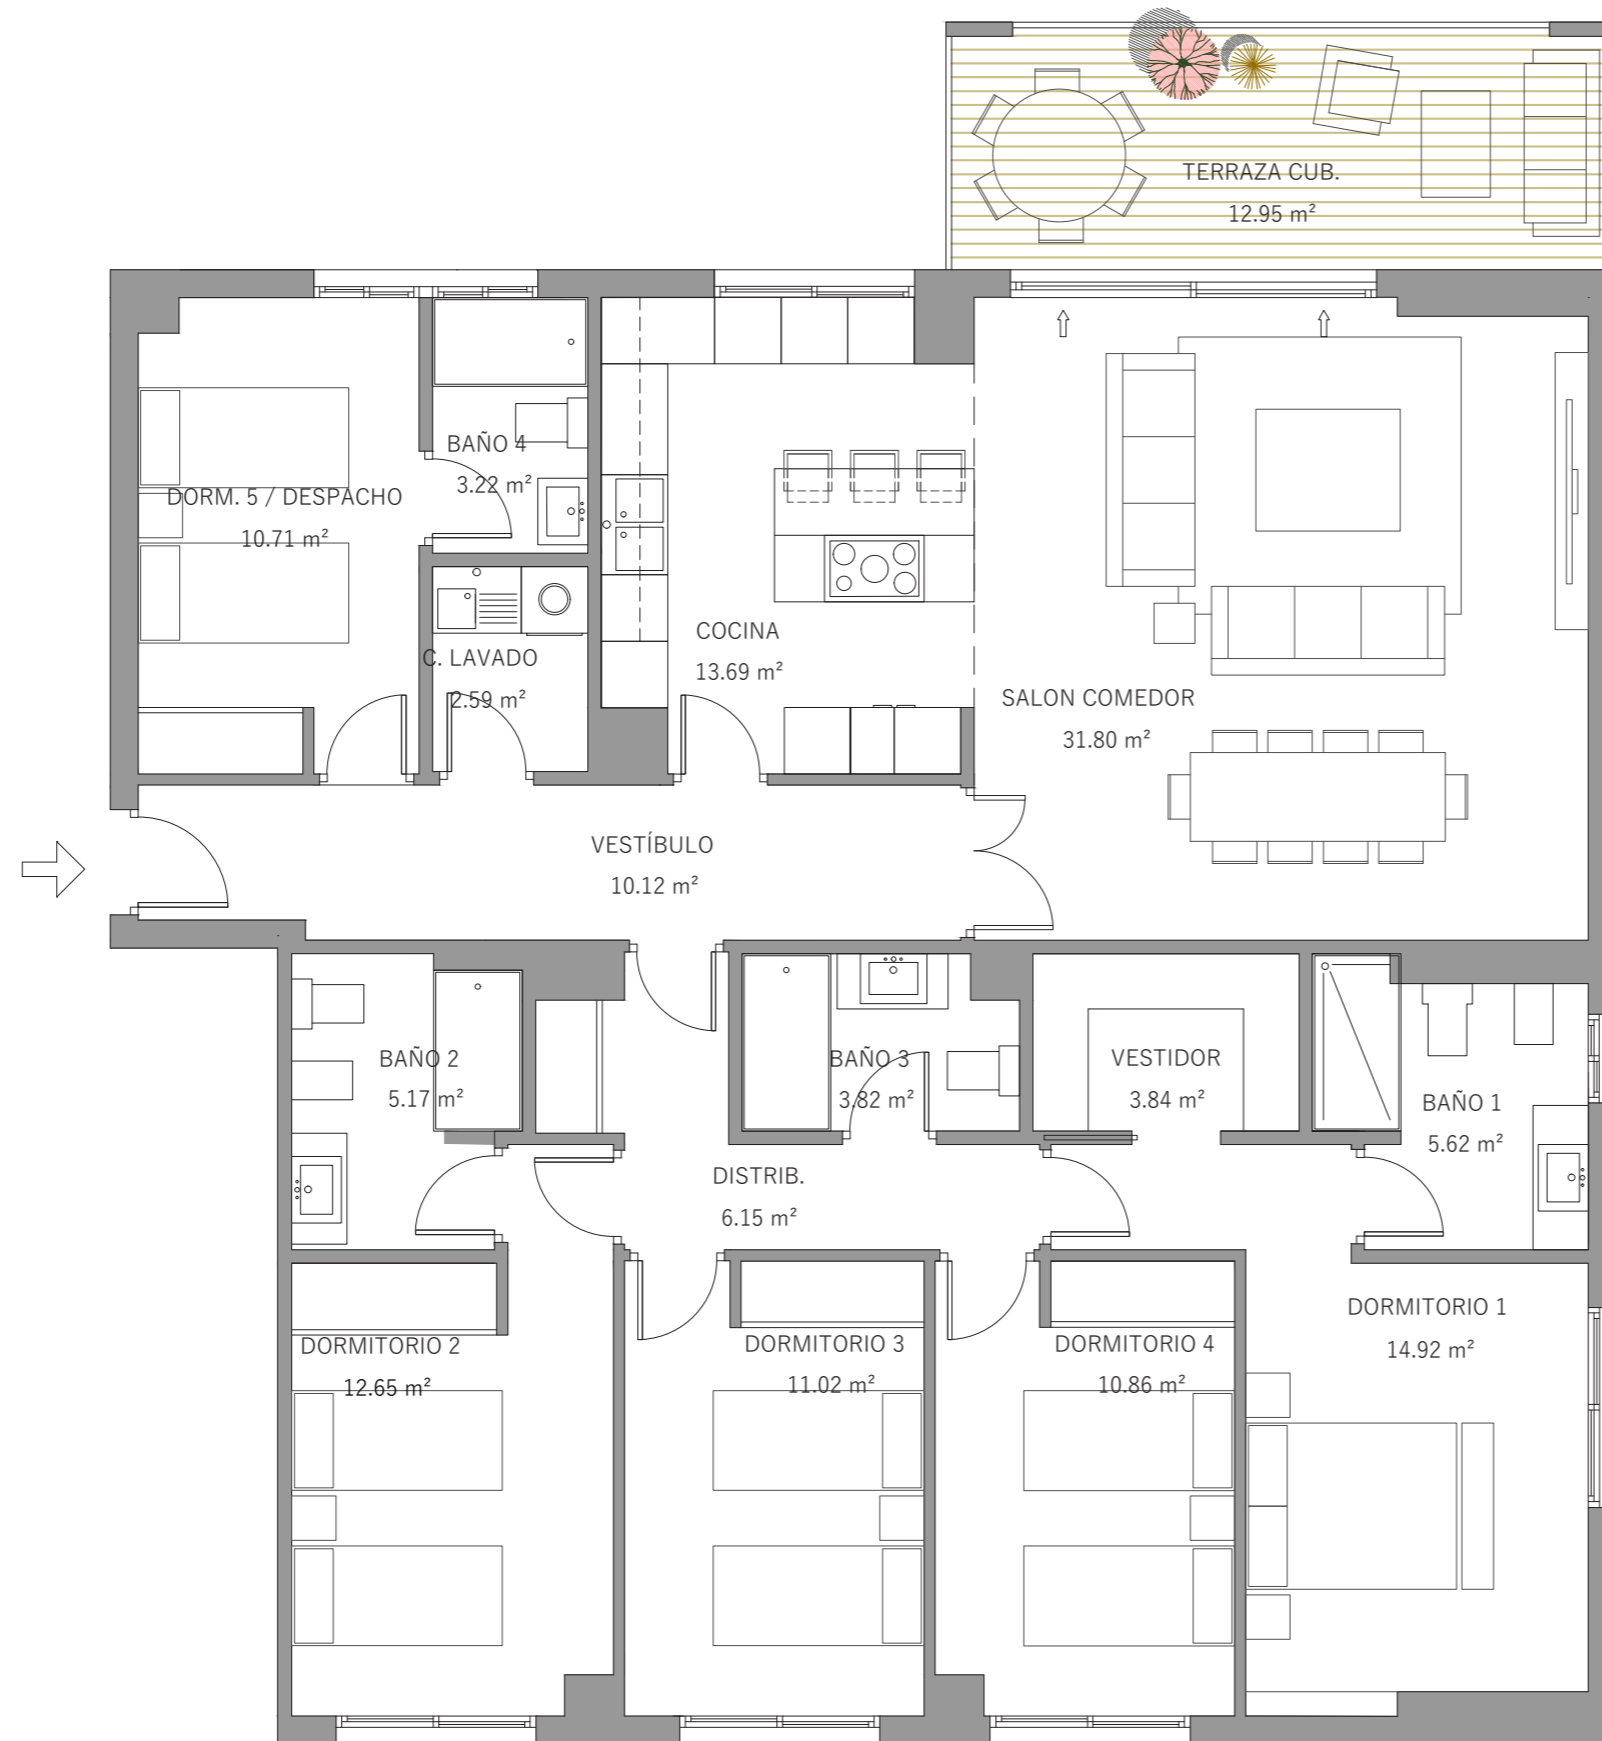 TERRAZA CUB.
12.95 m²
BAÑO 4
3.22 m²
DORM. 5 / DESPACHO
10.71 m²
COCINA
13.69 m²
C. LAVADO
2.59 m²
SALON COMEDOR
31.80 m²
VESTÍBULO
10.12 m²
BAÑO 2
5.17 m²
BAÑO 3
3.82 m²
VESTIDOR
3.84 m²
BAÑO 1
5.62 m²
DISTRIB.
6.15 m²
DORMITORIO 1
14.92 m²
DORMITORIO 2
12.65 m²
DORMITORIO 3
11.02 m²
DORMITORIO 4
10.86 m²